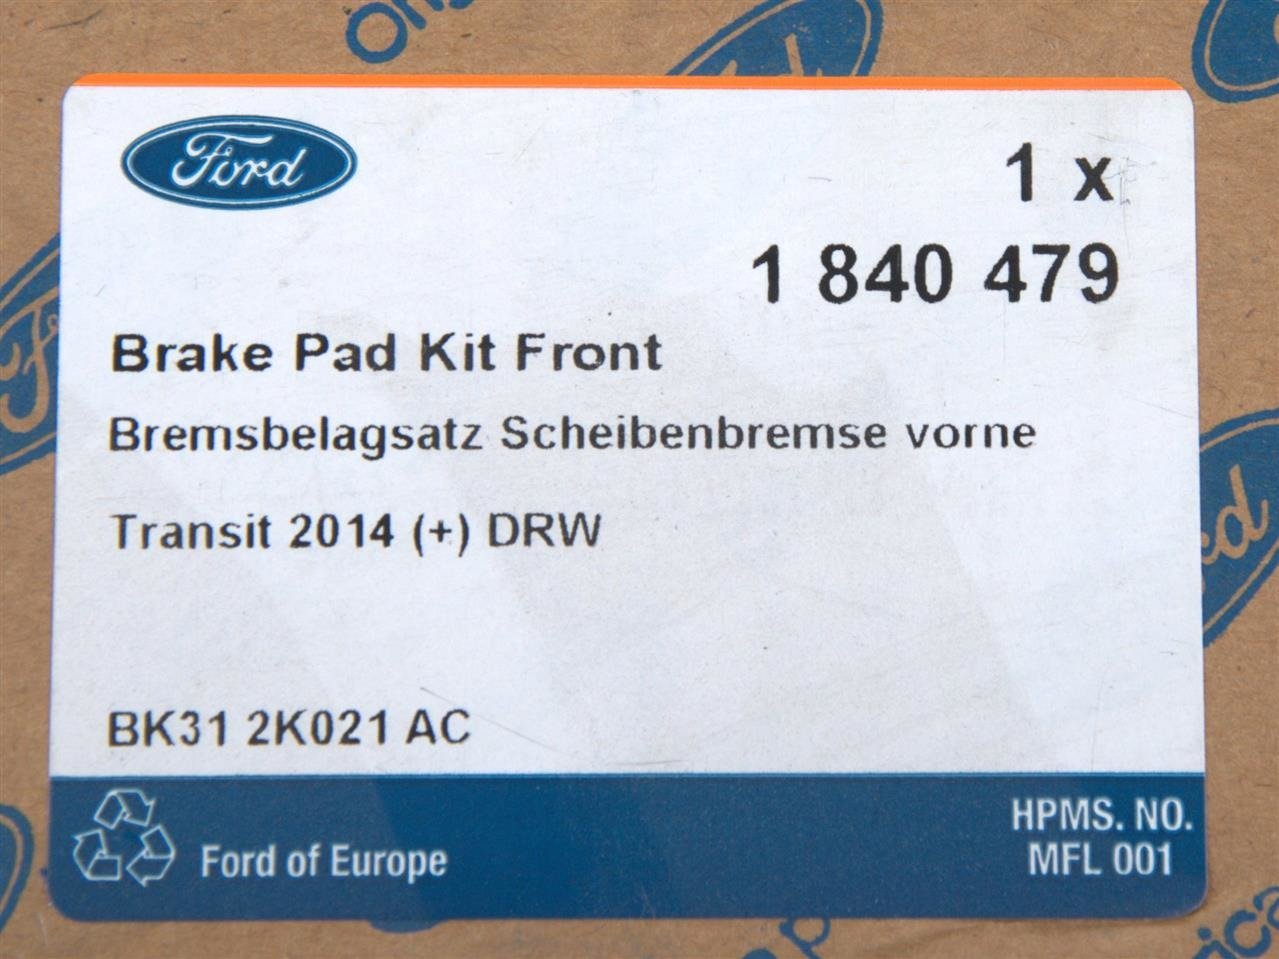 Ford
1 x
1 840 479
Brake Pad Kit Front
Bremsbelagsatz Scheibenbremse vorne
Transit 2014 (+) DRW
BK31 2K021 AC
Ford of Europe
HPMS. NO.
MFL 001